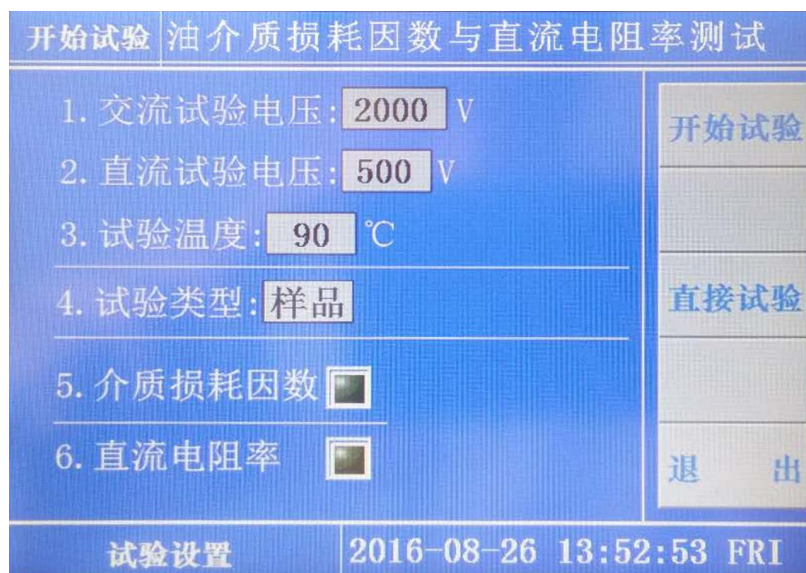 开始试验 油介质损耗因数与直流电阻率测试
1. 交流试验电压: 2000 V
2. 直流试验电压: 500 V
3. 试验温度: 90 ℃
4. 试验类型: 样品
5. 介质损耗因数
6. 直流电阻率
开始试验
直接试验
退 出
试验设置 2016-08-26 13:52:53 FRI